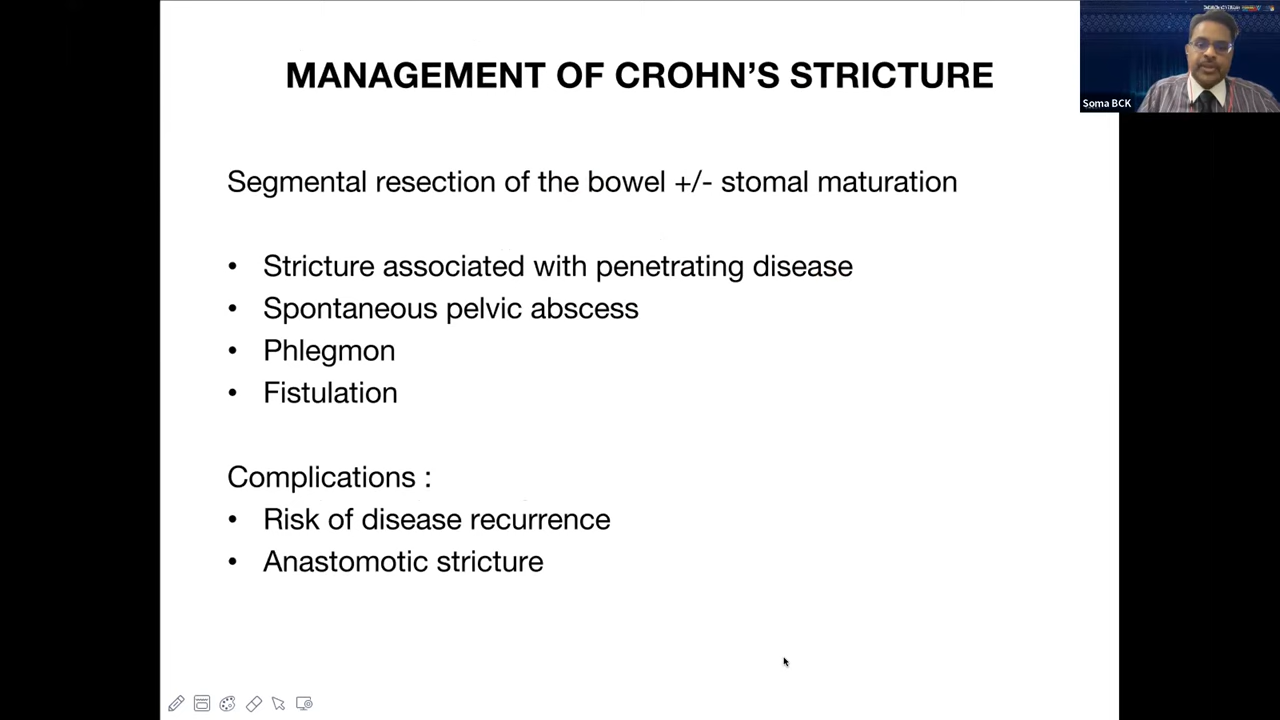 MANAGEMENT OF CROHN’S STRICTURE
Soma BCK
Segmental resection of the bowel +/- stomal maturation
• Stricture associated with penetrating disease
• Spontaneous pelvic abscess
• Phlegmon
• Fistulation
Complications :
• Risk of disease recurrence
• Anastomotic stricture